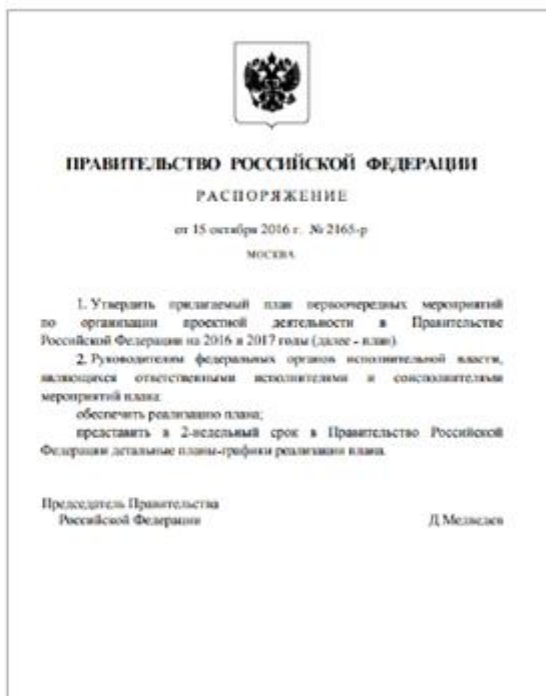 ПРАВИТЕЛЬСТВО РОССИЙСКОЙ ФЕДЕРАЦИИ
РАСПОРЯЖЕНИЕ
от 15 октября 2016 г. № 2165-р
МОСКВА
1. Утвердить прилагаемый план первоочередных мероприятий
по организации проектной деятельности в Правительстве
Российской Федерации на 2016 и 2017 годы (далее - план).
2. Руководителям федеральных органов исполнительной власти,
являющихся ответственными исполнителями и соисполнителями
мероприятий плана:
обеспечить реализацию плана;
представить в 2-недельный срок в Правительство Российской
Федерации детальные планы-графики реализации плана.
Председатель Правительства
Российской Федерации Д.Медведев